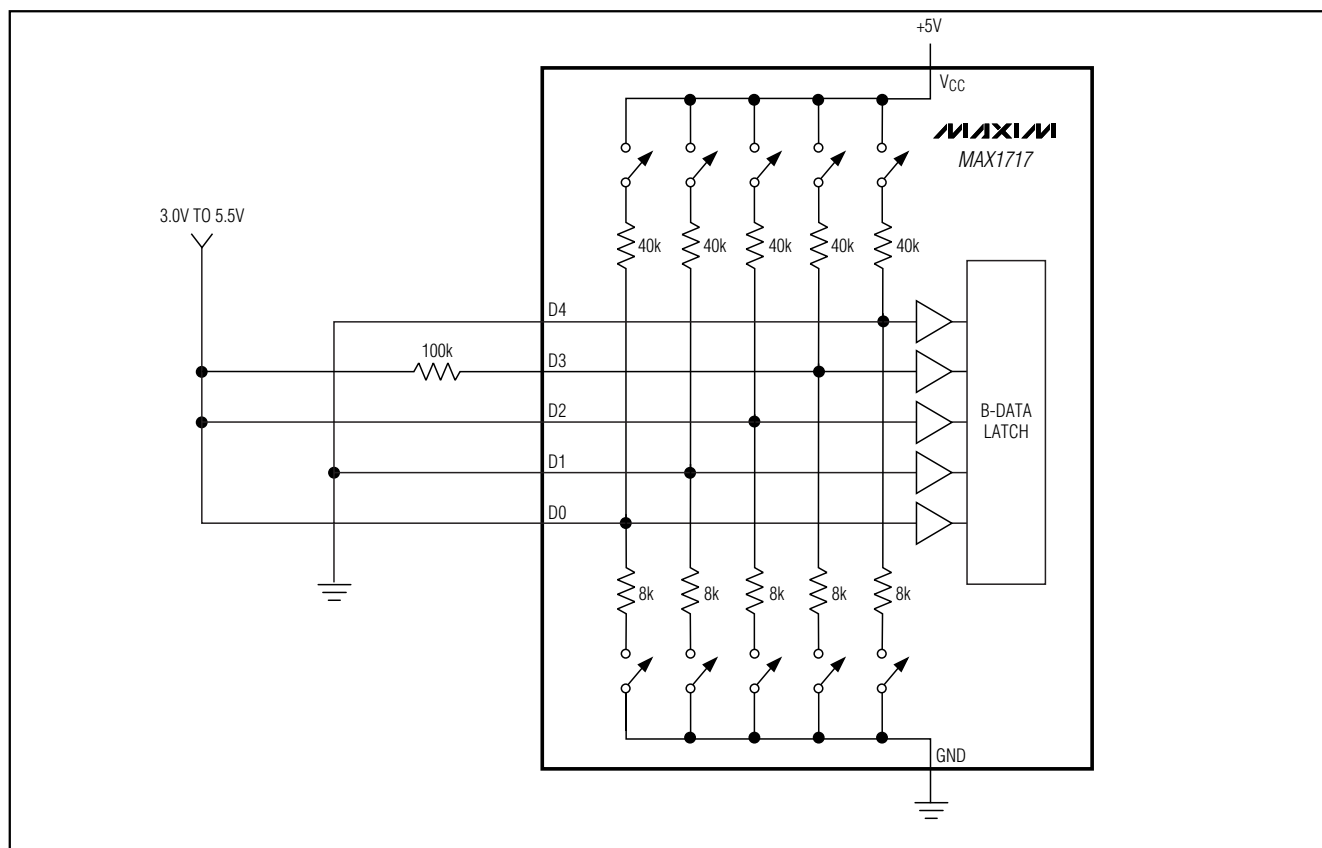 +5V
VCC
MAXIM
MAX1717
3.0V TO 5.5V
40k 40k 40k 40k 40k
D4
100k
D3
D2
B-DATA
LATCH
D1
D0
8k 8k 8k 8k 8k
GND